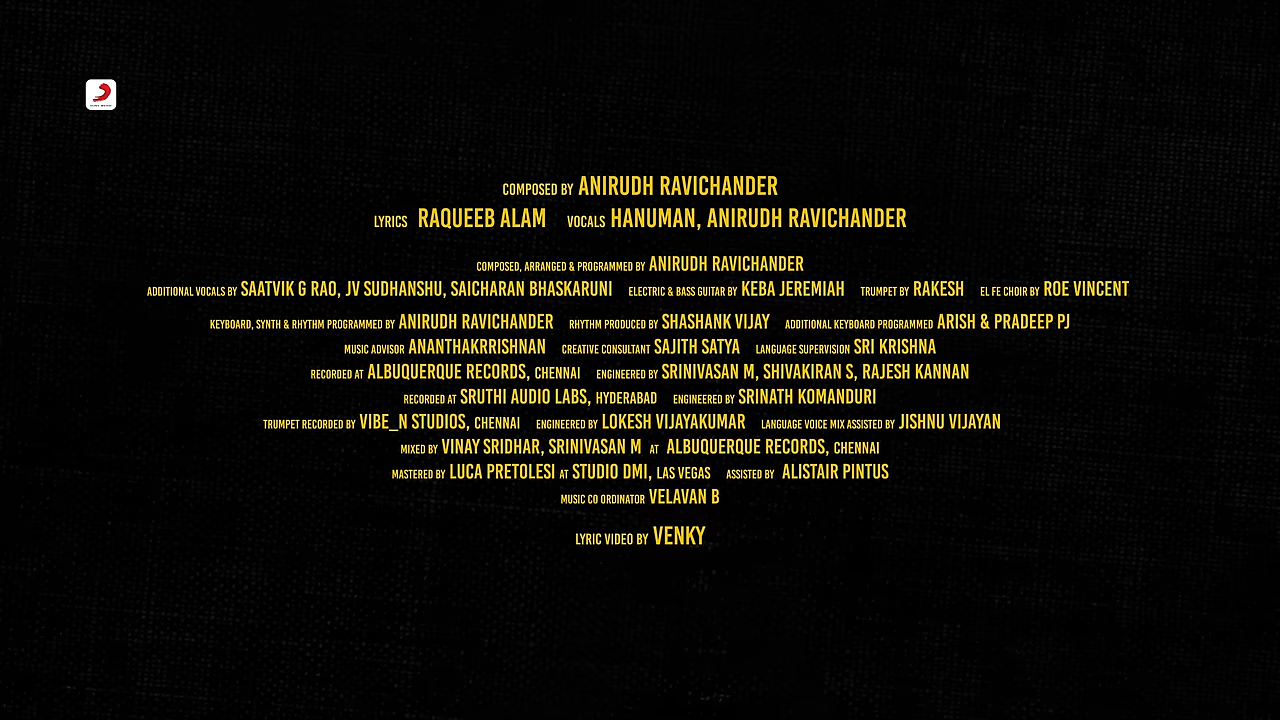 COMPOSED BY ANIRUDH RAVICHANDER
LYRICS RAQUEEB ALAM VOCALS HANUMAN, ANIRUDH RAVICHANDER
COMPOSED, ARRANGED & PROGRAMMED BY ANIRUDH RAVICHANDER
ADDITIONAL VOCALS BY SAATVIK G RAO, JV SUDHANSHU, SAICHARAN BHASKARUNI ELECTRIC & BASS GUITAR BY KEBA JEREMIAH TRUMPET BY RAKESH EL FE CHOIR BY ROE VINCENT
KEYBOARD, SYNTH & RHYTHM PROGRAMMED BY ANIRUDH RAVICHANDER RHYTHM PRODUCED BY SHASHANK VIJAY ADDITIONAL KEYBOARD PROGRAMMED ARISH & PRADEEP PJ
MUSIC ADVISOR ANANTHAKRRISHNAN CREATIVE CONSULTANT SAJITH SATYA LANGUAGE SUPERVISION SRI KRISHNA
RECORDED AT ALBUQUERQUE RECORDS, CHENNAI ENGINEERED BY SRINIVASAN M, SHIVAKIRAN S, RAJESH KANNAN
RECORDED AT SRUTHI AUDIO LABS, HYDERABAD ENGINEERED BY SRINATH KOMANDURI
TRUMPET RECORDED BY VIBE_N STUDIOS, CHENNAI ENGINEERED BY LOKESH VIJAYAKUMAR LANGUAGE VOICE MIX ASSISTED BY JISHNU VIJAYAN
MIXED BY VINAY SRIDHAR, SRINIVASAN M AT ALBUQUERQUE RECORDS, CHENNAI
MASTERED BY LUCA PRETOLESI AT STUDIO DMI, LAS VEGAS ASSISTED BY ALISTAIR PINTUS
MUSIC CO ORDINATOR VELAVAN B
LYRIC VIDEO BY VENKY